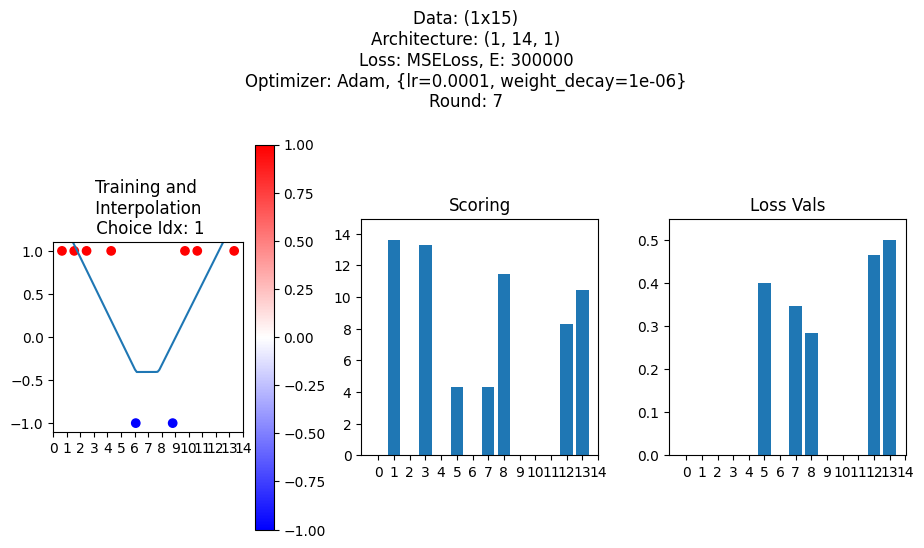 Data: (1x15)
Architecture: (1, 14, 1)
Loss: MSELoss, E: 300000
Optimizer: Adam, {lr=0.0001, weight_decay=1e-06}
Round: 7
Training and
Interpolation
Choice Idx: 1
1.0
0.5
0.0
−0.5
−1.0
0 1 2 3 4 5 6 7 8 9 10 11 12 13 14
1.00
0.75
0.50
0.25
0.00
−0.25
−0.50
−0.75
−1.00
Scoring
14
12
10
8
6
4
2
0
0 1 2 3 4 5 6 7 8 9 10 11 12 13 14
Loss Vals
0.5
0.4
0.3
0.2
0.1
0.0
0 1 2 3 4 5 6 7 8 9 10 11 12 13 14